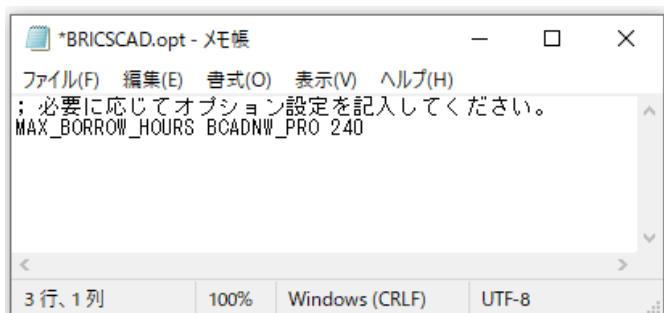 *BRICSCAD.opt - メモ帳
ファイル(F) 編集(E) 書式(O) 表示(V) ヘルプ(H)
; 必要に応じてオプション設定を記入してください。
MAX_BORROW_HOURS BCADNW_PRO 240
3 行、1 列 100% Windows (CRLF) UTF-8